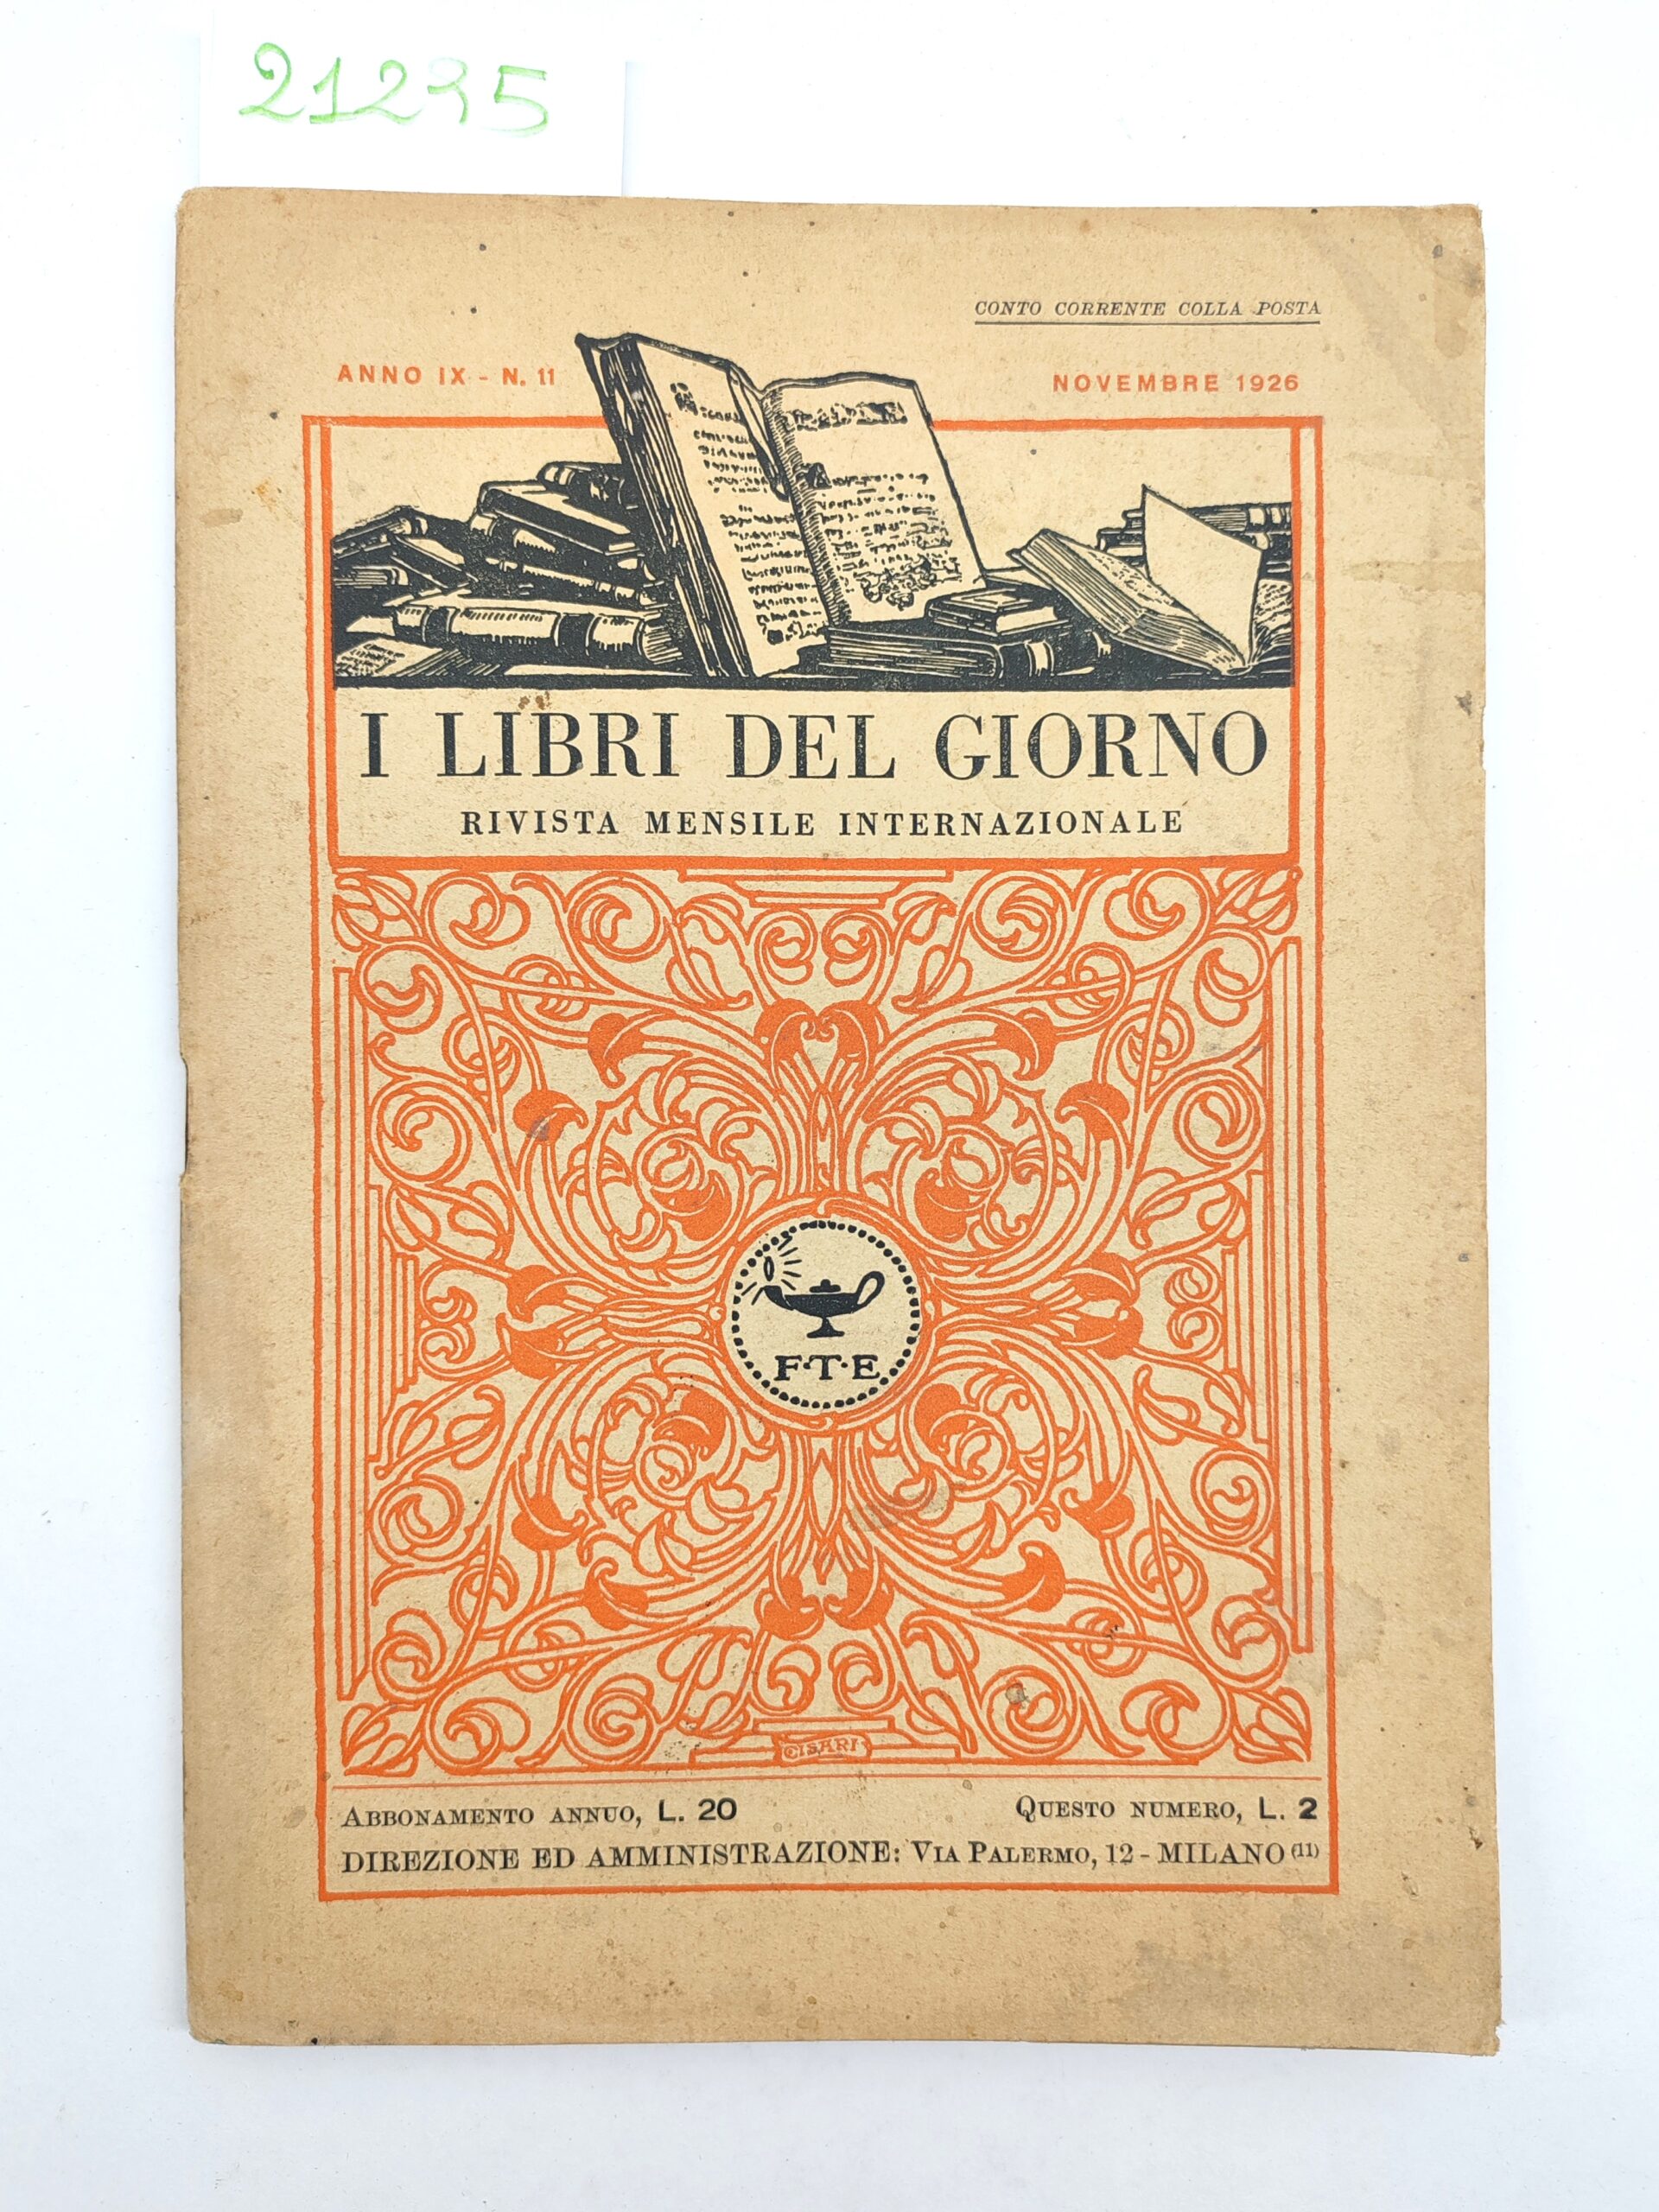 21295
CONTO CORRENTE COLLA POSTA
ANNO IX - N. 11
NOVEMBRE 1926
I LIBRI DEL GIORNO
RIVISTA MENSILE INTERNAZIONALE
F·T·E
CISARI
ABBONAMENTO ANNUO, L. 20
QUESTO NUMERO, L. 2
DIREZIONE ED AMMINISTRAZIONE: VIA PALERMO, 12 - MILANO (11)